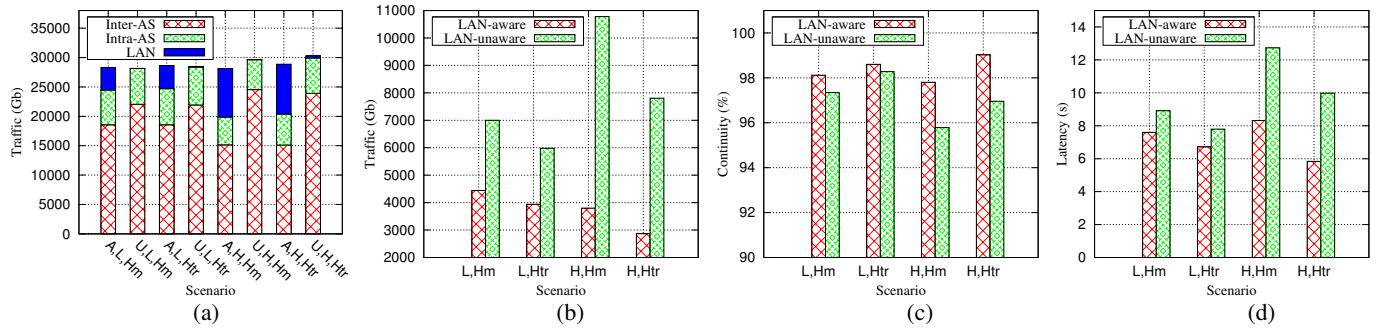 35000
30000
25000
20000
15000
10000
5000
0
Traffic (Gb)
Inter-AS
Intra-AS
LAN
A,L,Hm
U,L,Hm
A,L,Htr
U,L,Htr
A,H,Hm
U,H,Hm
A,H,Htr
U,H,Htr
Scenario
(a)
11000
10000
9000
8000
7000
6000
5000
4000
3000
2000
Traffic (Gb)
LAN-aware
LAN-unaware
L,Hm L,Htr H,Hm H,Htr
Scenario
(b)
100
98
96
94
92
90
Continuity (%)
LAN-aware
LAN-unaware
L,Hm L,Htr H,Hm H,Htr
Scenario
(c)
14
12
10
8
6
4
2
0
Latency (s)
LAN-aware
LAN-unaware
L,Hm L,Htr H,Hm H,Htr
Scenario
(d)